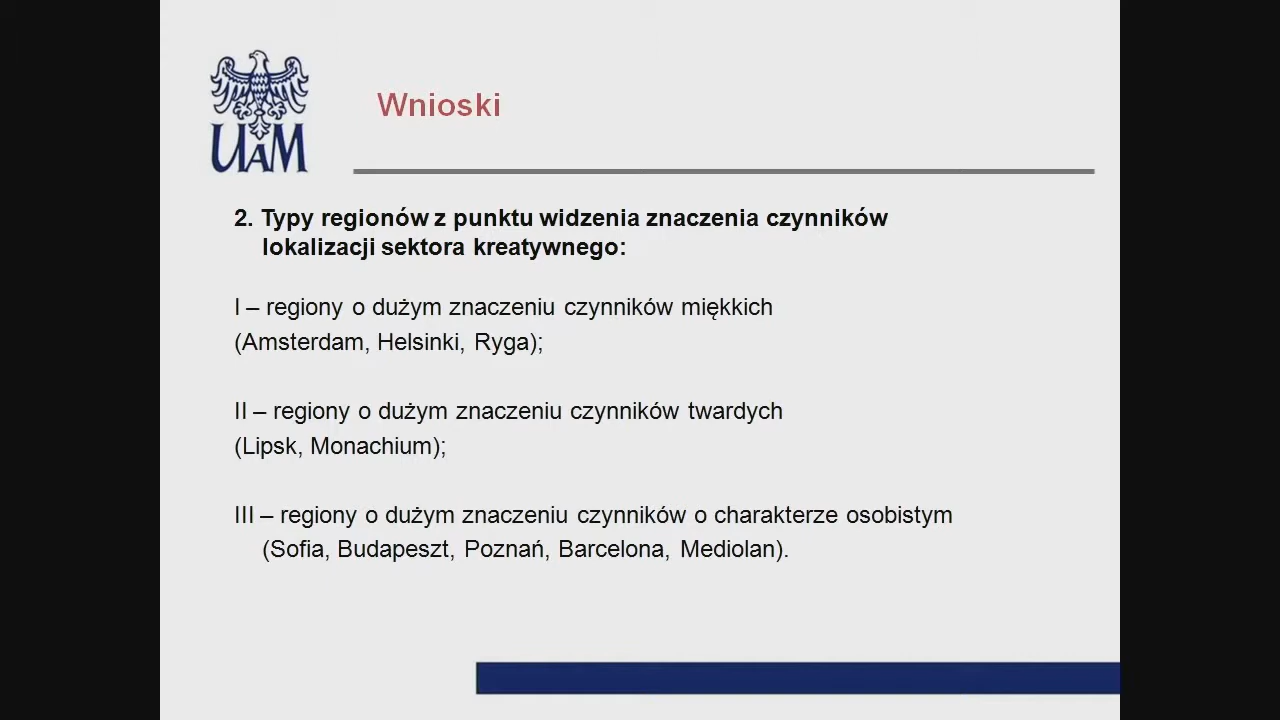 UAM
Wnioski
2. Typy regionów z punktu widzenia znaczenia czynników
lokalizacji sektora kreatywnego:
I – regiony o dużym znaczeniu czynników miękkich
(Amsterdam, Helsinki, Ryga);
II – regiony o dużym znaczeniu czynników twardych
(Lipsk, Monachium);
III – regiony o dużym znaczeniu czynników o charakterze osobistym
(Sofia, Budapeszt, Poznań, Barcelona, Mediolan).